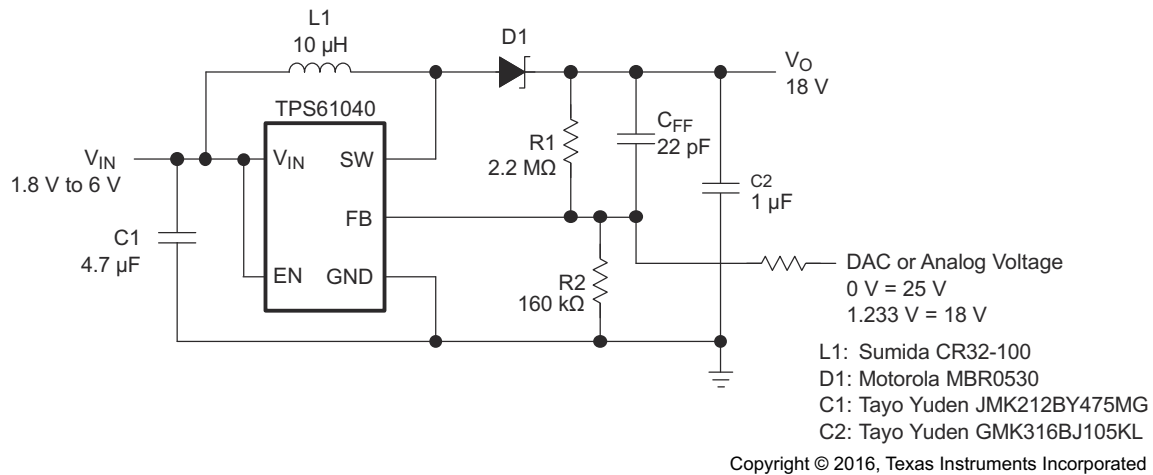 L1
10 µH
D1
VO
18 V
TPS61040
VIN
1.8 V to 6 V
VIN
SW
R1
2.2 MΩ
CFF
22 pF
C2
1 µF
FB
C1
4.7 µF
EN
GND
R2
160 kΩ
DAC or Analog Voltage
0 V = 25 V
1.233 V = 18 V
L1: Sumida CR32-100
D1: Motorola MBR0530
C1: Tayo Yuden JMK212BY475MG
C2: Tayo Yuden GMK316BJ105KL
Copyright © 2016, Texas Instruments Incorporated